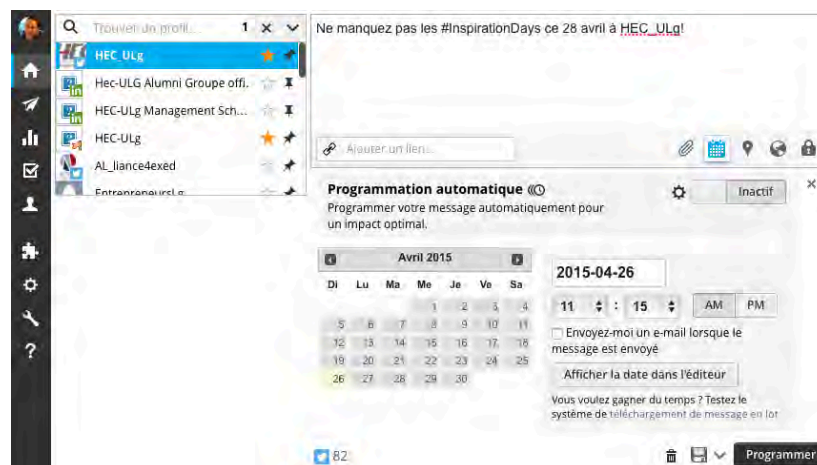 Trouver un profil... 1
HEC_ULg
Hec-ULG Alumni Groupe offi.
HEC-ULg Management Sch...
HEC-ULg
AL_liance4exed
EntrepreneursLg
Ne manquez pas les #InspirationDays ce 28 avril à HEC_ULg!
Ajouter un lien...
Programmation automatique
Programmer votre message automatiquement pour
un impact optimal.
Inactif
Avril 2015
Di Lu Ma Me Je Ve Sa
1 2 3 4
5 6 7 8 9 10 11
12 13 14 15 16 17 18
19 20 21 22 23 24 25
26 27 28 29 30
2015-04-26
11 : 15 AM PM
Envoyez-moi un e-mail lorsque le
message est envoyé
Afficher la date dans l'éditeur
Vous voulez gagner du temps ? Testez le
système de téléchargement de message en lot
82
Programmer